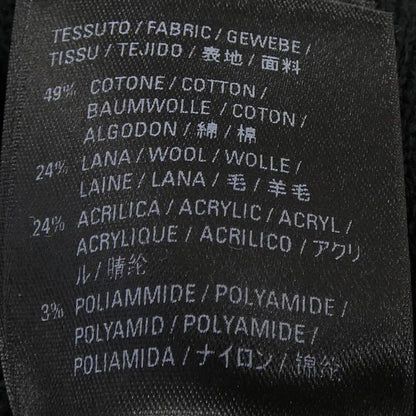 TESSUTO / FABRIC / GEWEBE /
TISSU / TEJIDO / 表地 / 面料
49% COTONE / COTTON /
BAUMWOLLE / COTON /
ALGODON / 綿 / 棉
24% LANA / WOOL / WOLLE /
LAINE / LANA / 毛 / 羊毛
24% ACRILICA / ACRYLIC / ACRYL /
ACRYLIQUE / ACRILICO / アクリ
ル / 晴纶
3% POLIAMMIDE / POLYAMIDE /
POLYAMID / POLYAMIDE /
POLIAMIDA / ナイロン / 锦纶